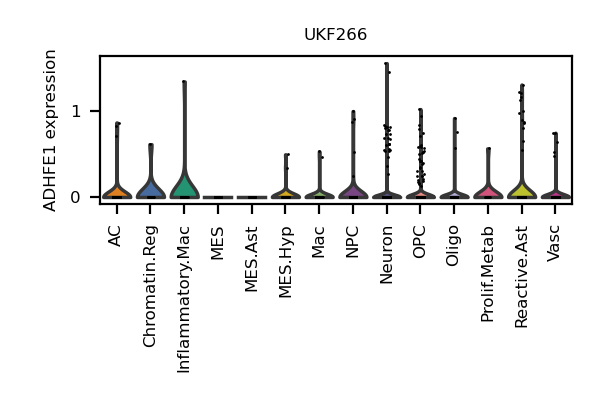 UKF266
ADHFE1 expression
1
0
AC
Chromatin.Reg
Inflammatory.Mac
MES
MES.Ast
MES.Hyp
Mac
NPC
Neuron
OPC
Oligo
Prolif.Metab
Reactive.Ast
Vasc